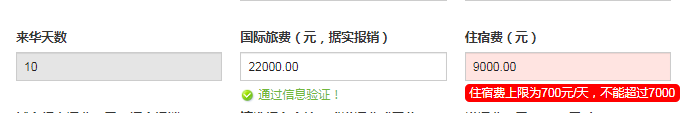 来华天数
国际旅费（元，据实报销）
住宿费（元）
10
22000.00
9000.00
通过信息验证！
住宿费上限为700元/天，不能超过7000